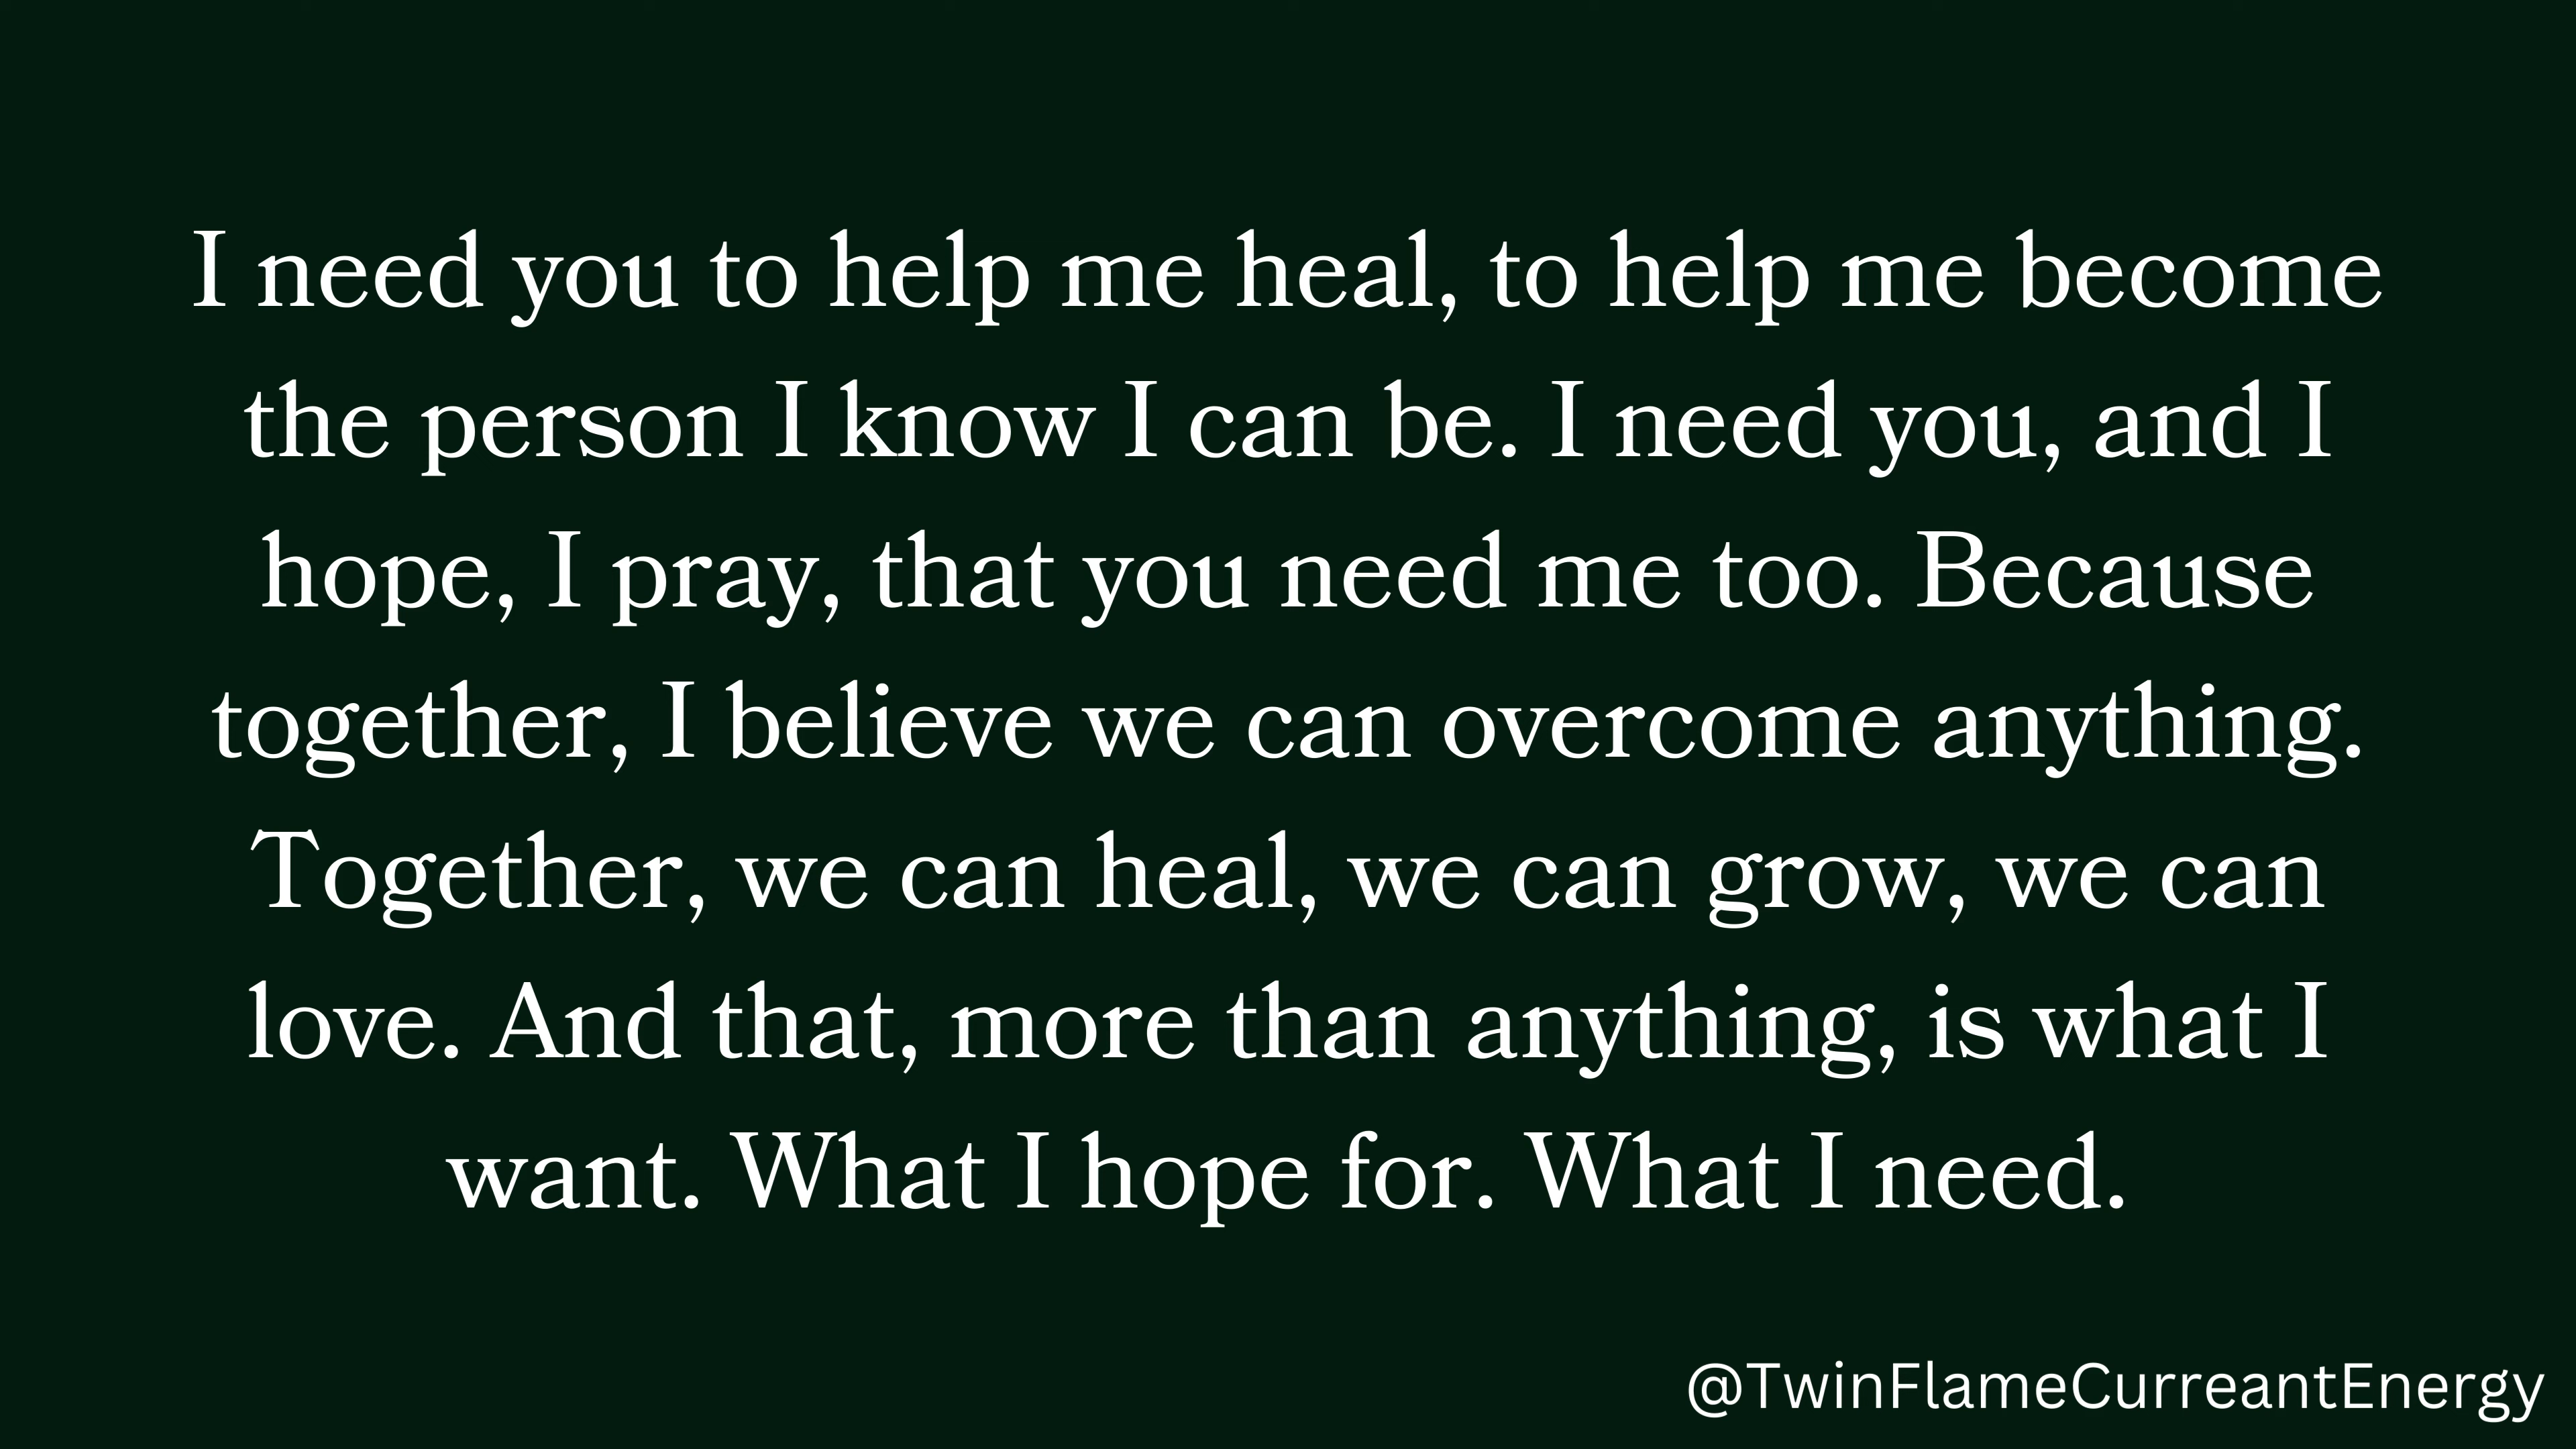 I need you to help me heal, to help me become
the person I know I can be. I need you, and I
hope, I pray, that you need me too. Because
together, I believe we can overcome anything.
Together, we can heal, we can grow, we can
love. And that, more than anything, is what I
want. What I hope for. What I need.
@TwinFlameCurreantEnergy